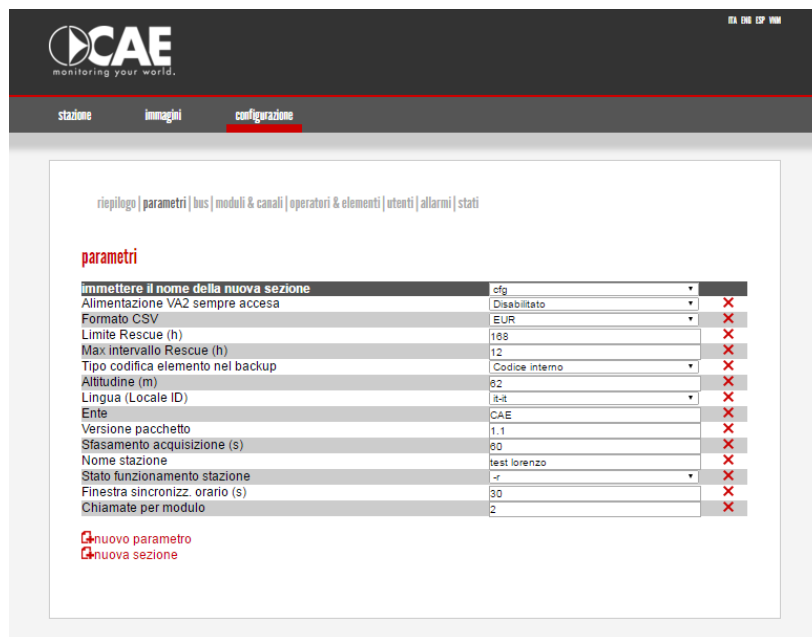 ITA ENG ESP VNM
CAE
monitoring your world.
stazione immagini configurazione
riepilogo | parametri | bus | moduli & canali | operatori & elementi | utenti | allarmi | stati
parametri
immettere il nome della nuova sezione cfg
Alimentazione VA2 sempre accesa Disabilitato
Formato CSV EUR
Limite Rescue (h) 168
Max intervallo Rescue (h) 12
Tipo codifica elemento nel backup Codice interno
Altitudine (m) 62
Lingua (Locale ID) it-it
Ente CAE
Versione pacchetto 1.1
Sfasamento acquisizione (s) 60
Nome stazione test lorenzo
Stato funzionamento stazione -r
Finestra sincronizz. orario (s) 30
Chiamate per modulo 2
nuovo parametro
nuova sezione